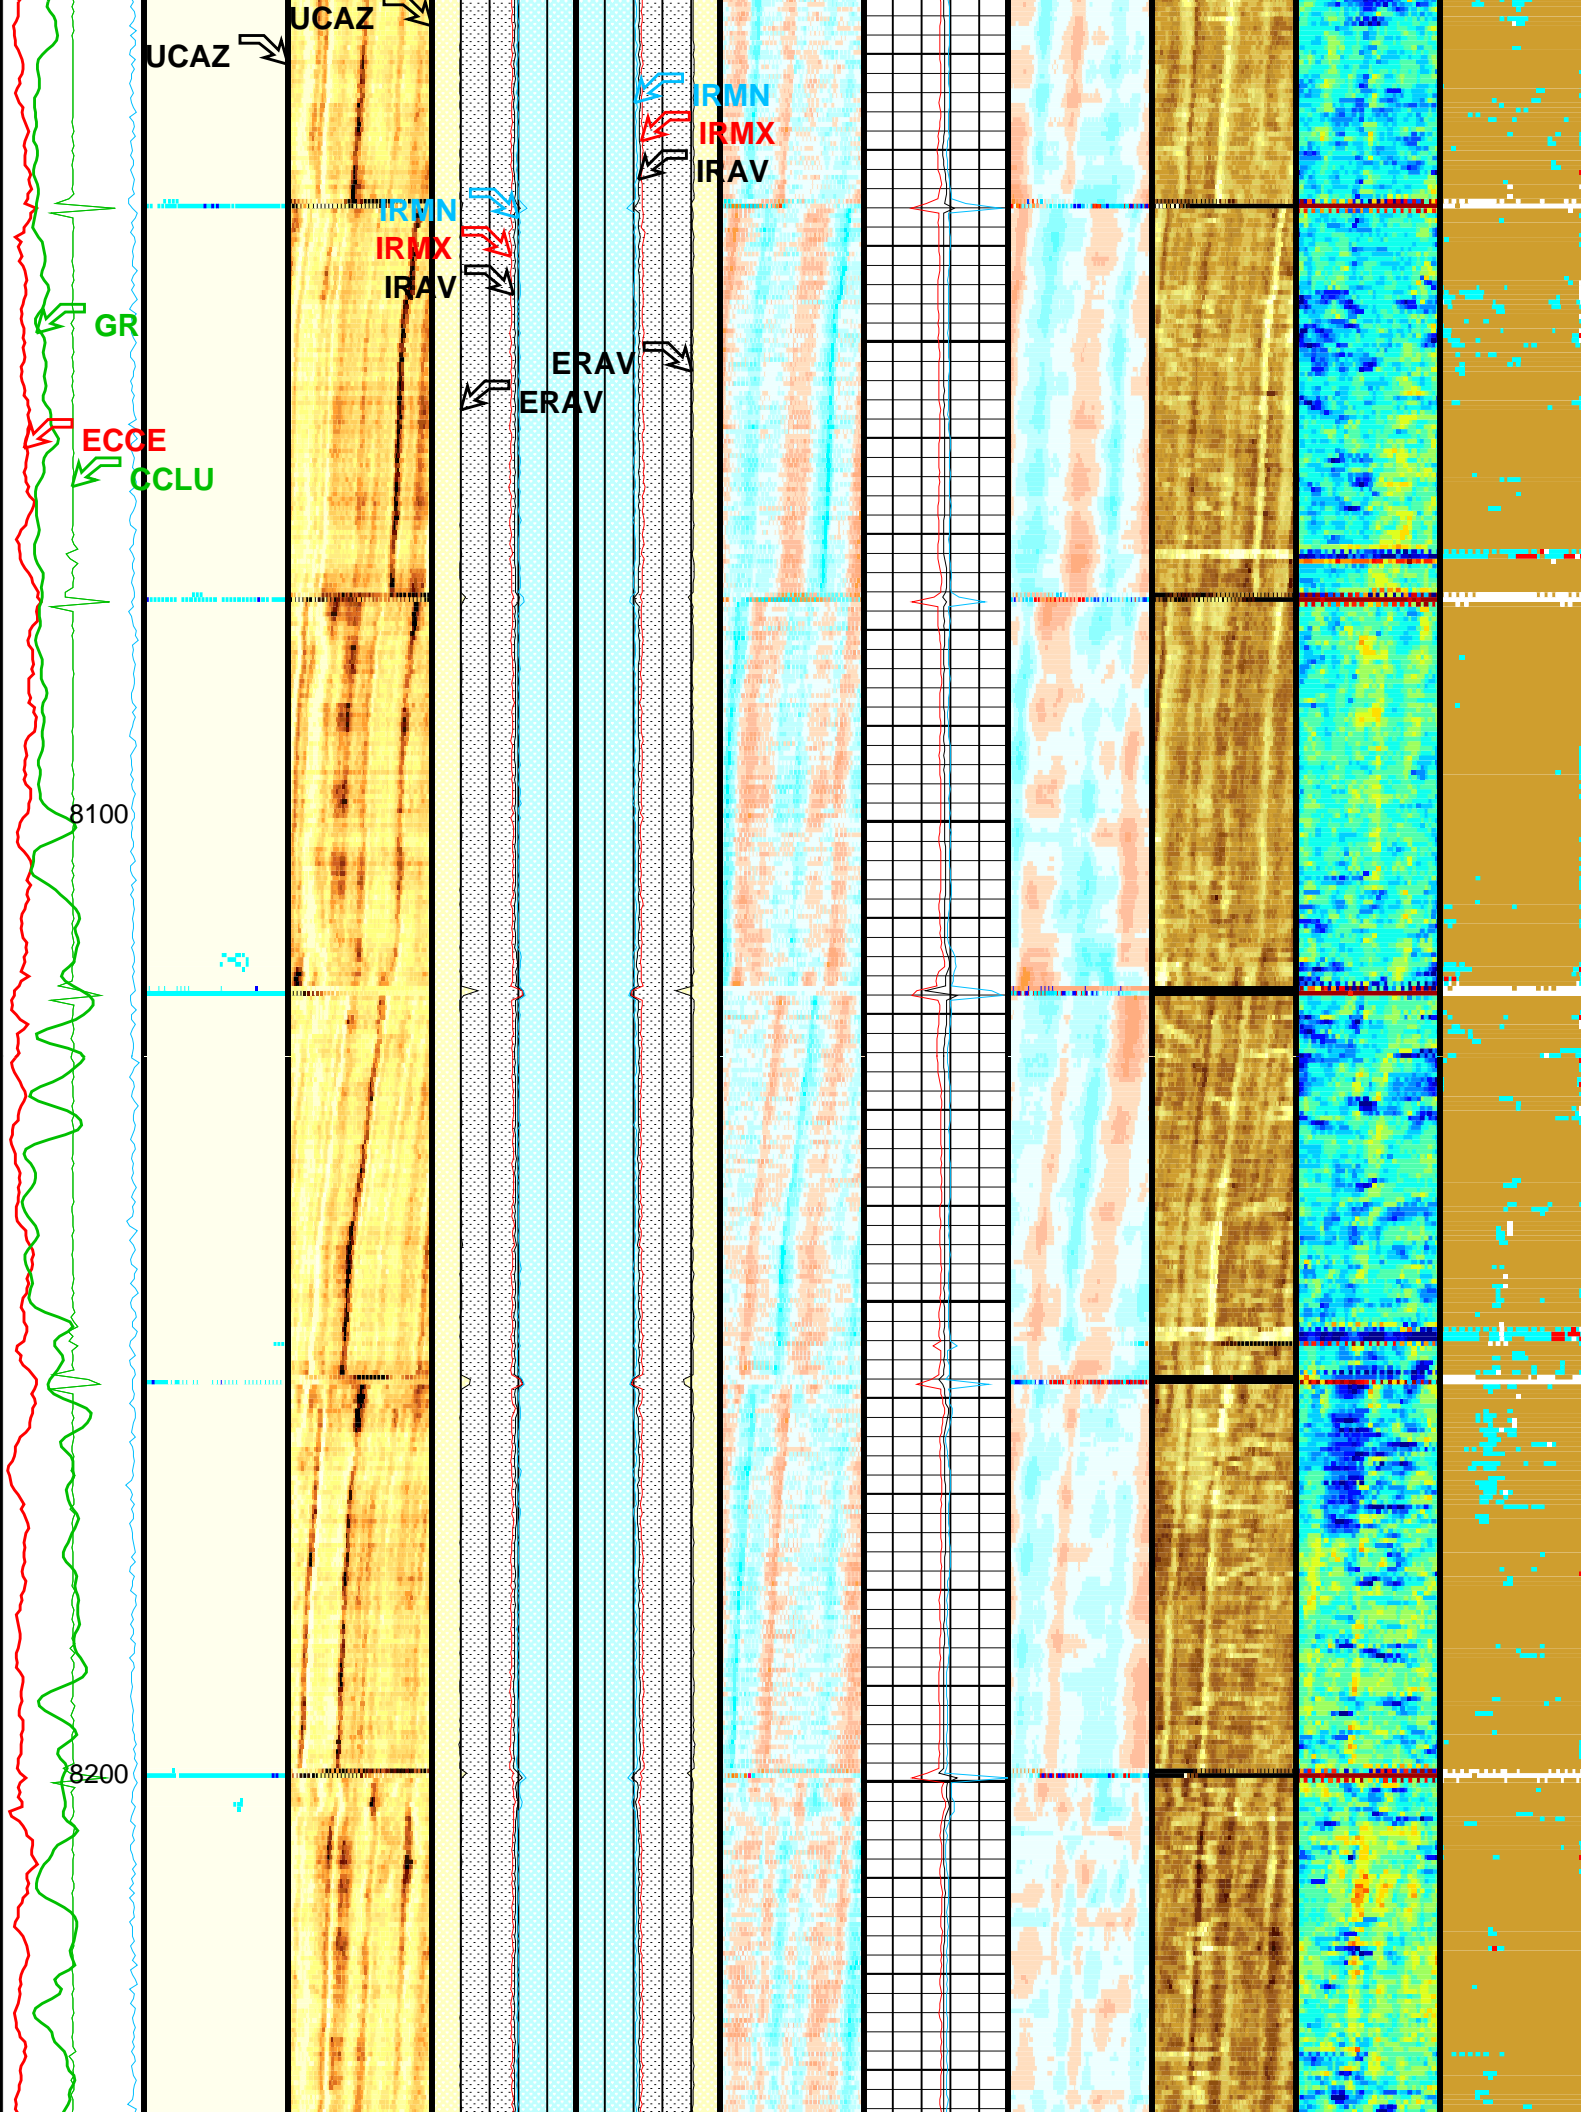 UCAZ
UCAZ
IRMN
IRMX
IRAV
IRMN
IRMX
IRAV
GR
ERAV
ERAV
ECCE
CCLU
8100
8200